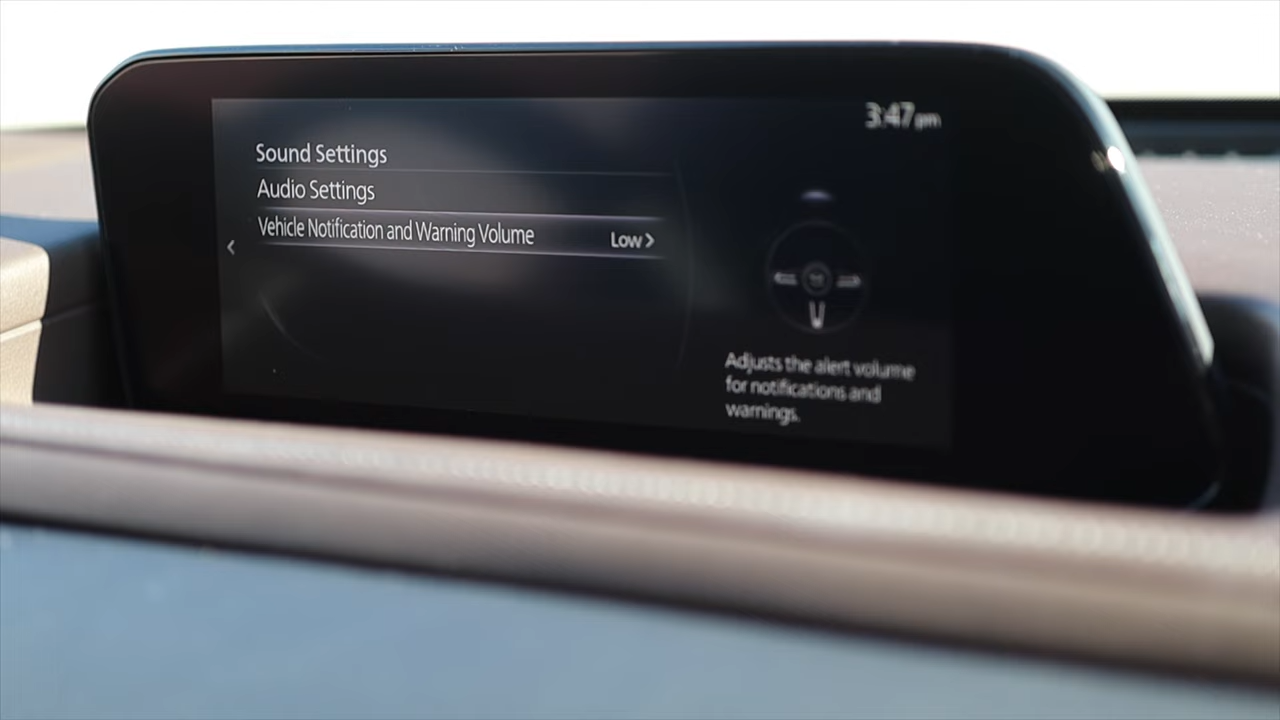 3:47pm
Sound Settings
Audio Settings
Vehicle Notification and Warning Volume
Low
Adjusts the alert volume
for notifications and
warnings.